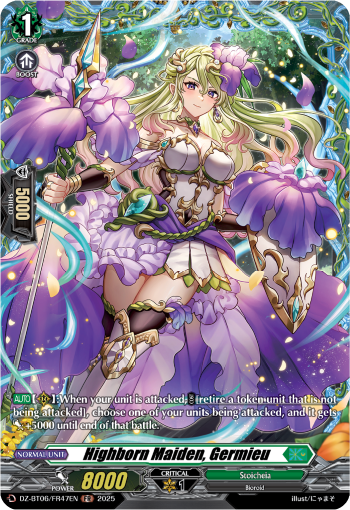 1
GRADE
BOOST
5000
SHIELD
AUTO 1:When your unit is attacked, [retire a token unit that is not
being attacked], choose one of your units being attacked, and it gets
+5000 until end of that battle.
NORMAL UNIT
Highborn Maiden, Germieu
POWER 8000
CRITICAL
1
Stoicheia
Bioroid
DZ-BT06/FR47EN 2025
illust/にゃまそ